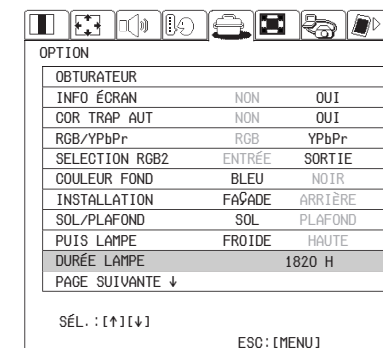 OPTION
OBTURATEUR
INFO ÉCRAN NON OUI
COR TRAP AUT NON OUI
RGB/YPbPr RGB YPbPr
SELECTION RGB2 ENTRÉE SORTIE
COULEUR FOND BLEU NOIR
INSTALLATION FAÇADE ARRIÈRE
SOL/PLAFOND SOL PLAFOND
PUIS LAMPE FROIDE HAUTE
DURÉE LAMPE 1820 H
PAGE SUIVANTE ↓
SÉL.:[↑][↓]
ESC:[MENU]